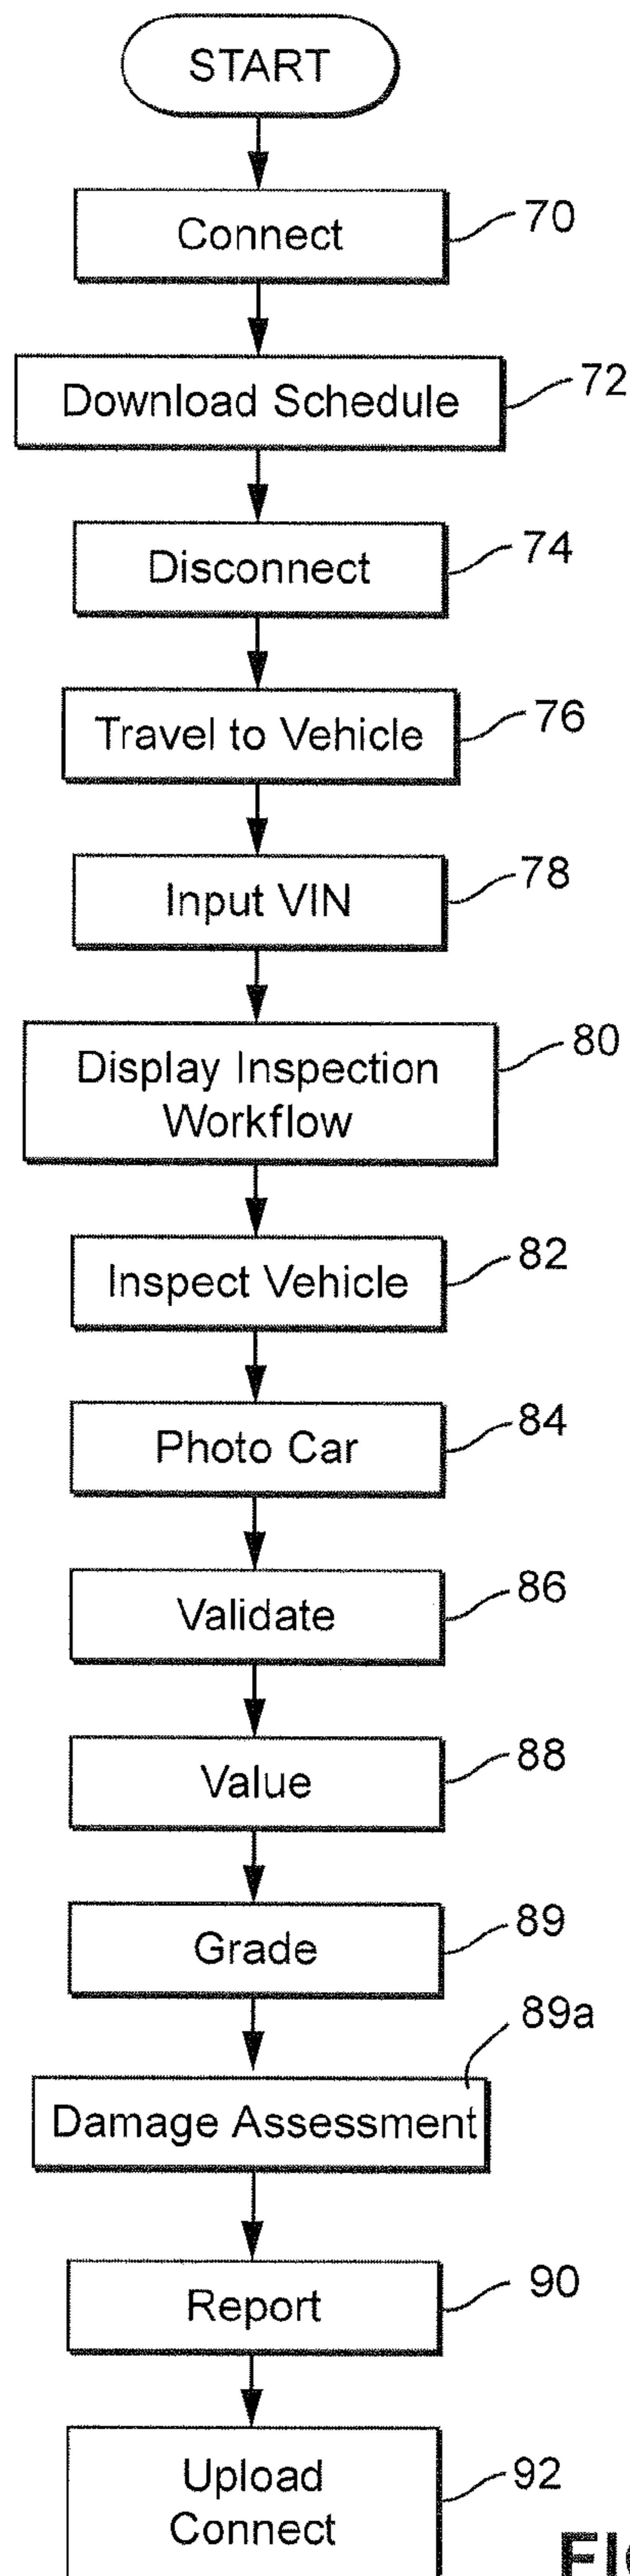 START
Connect
70
Download Schedule
72
Disconnect
74
Travel to Vehicle
76
Input VIN
78
Display Inspection
Workflow
80
Inspect Vehicle
82
Photo Car
84
Validate
86
Value
88
Grade
89
89a
Damage Assessment
Report
90
Upload
Connect
92